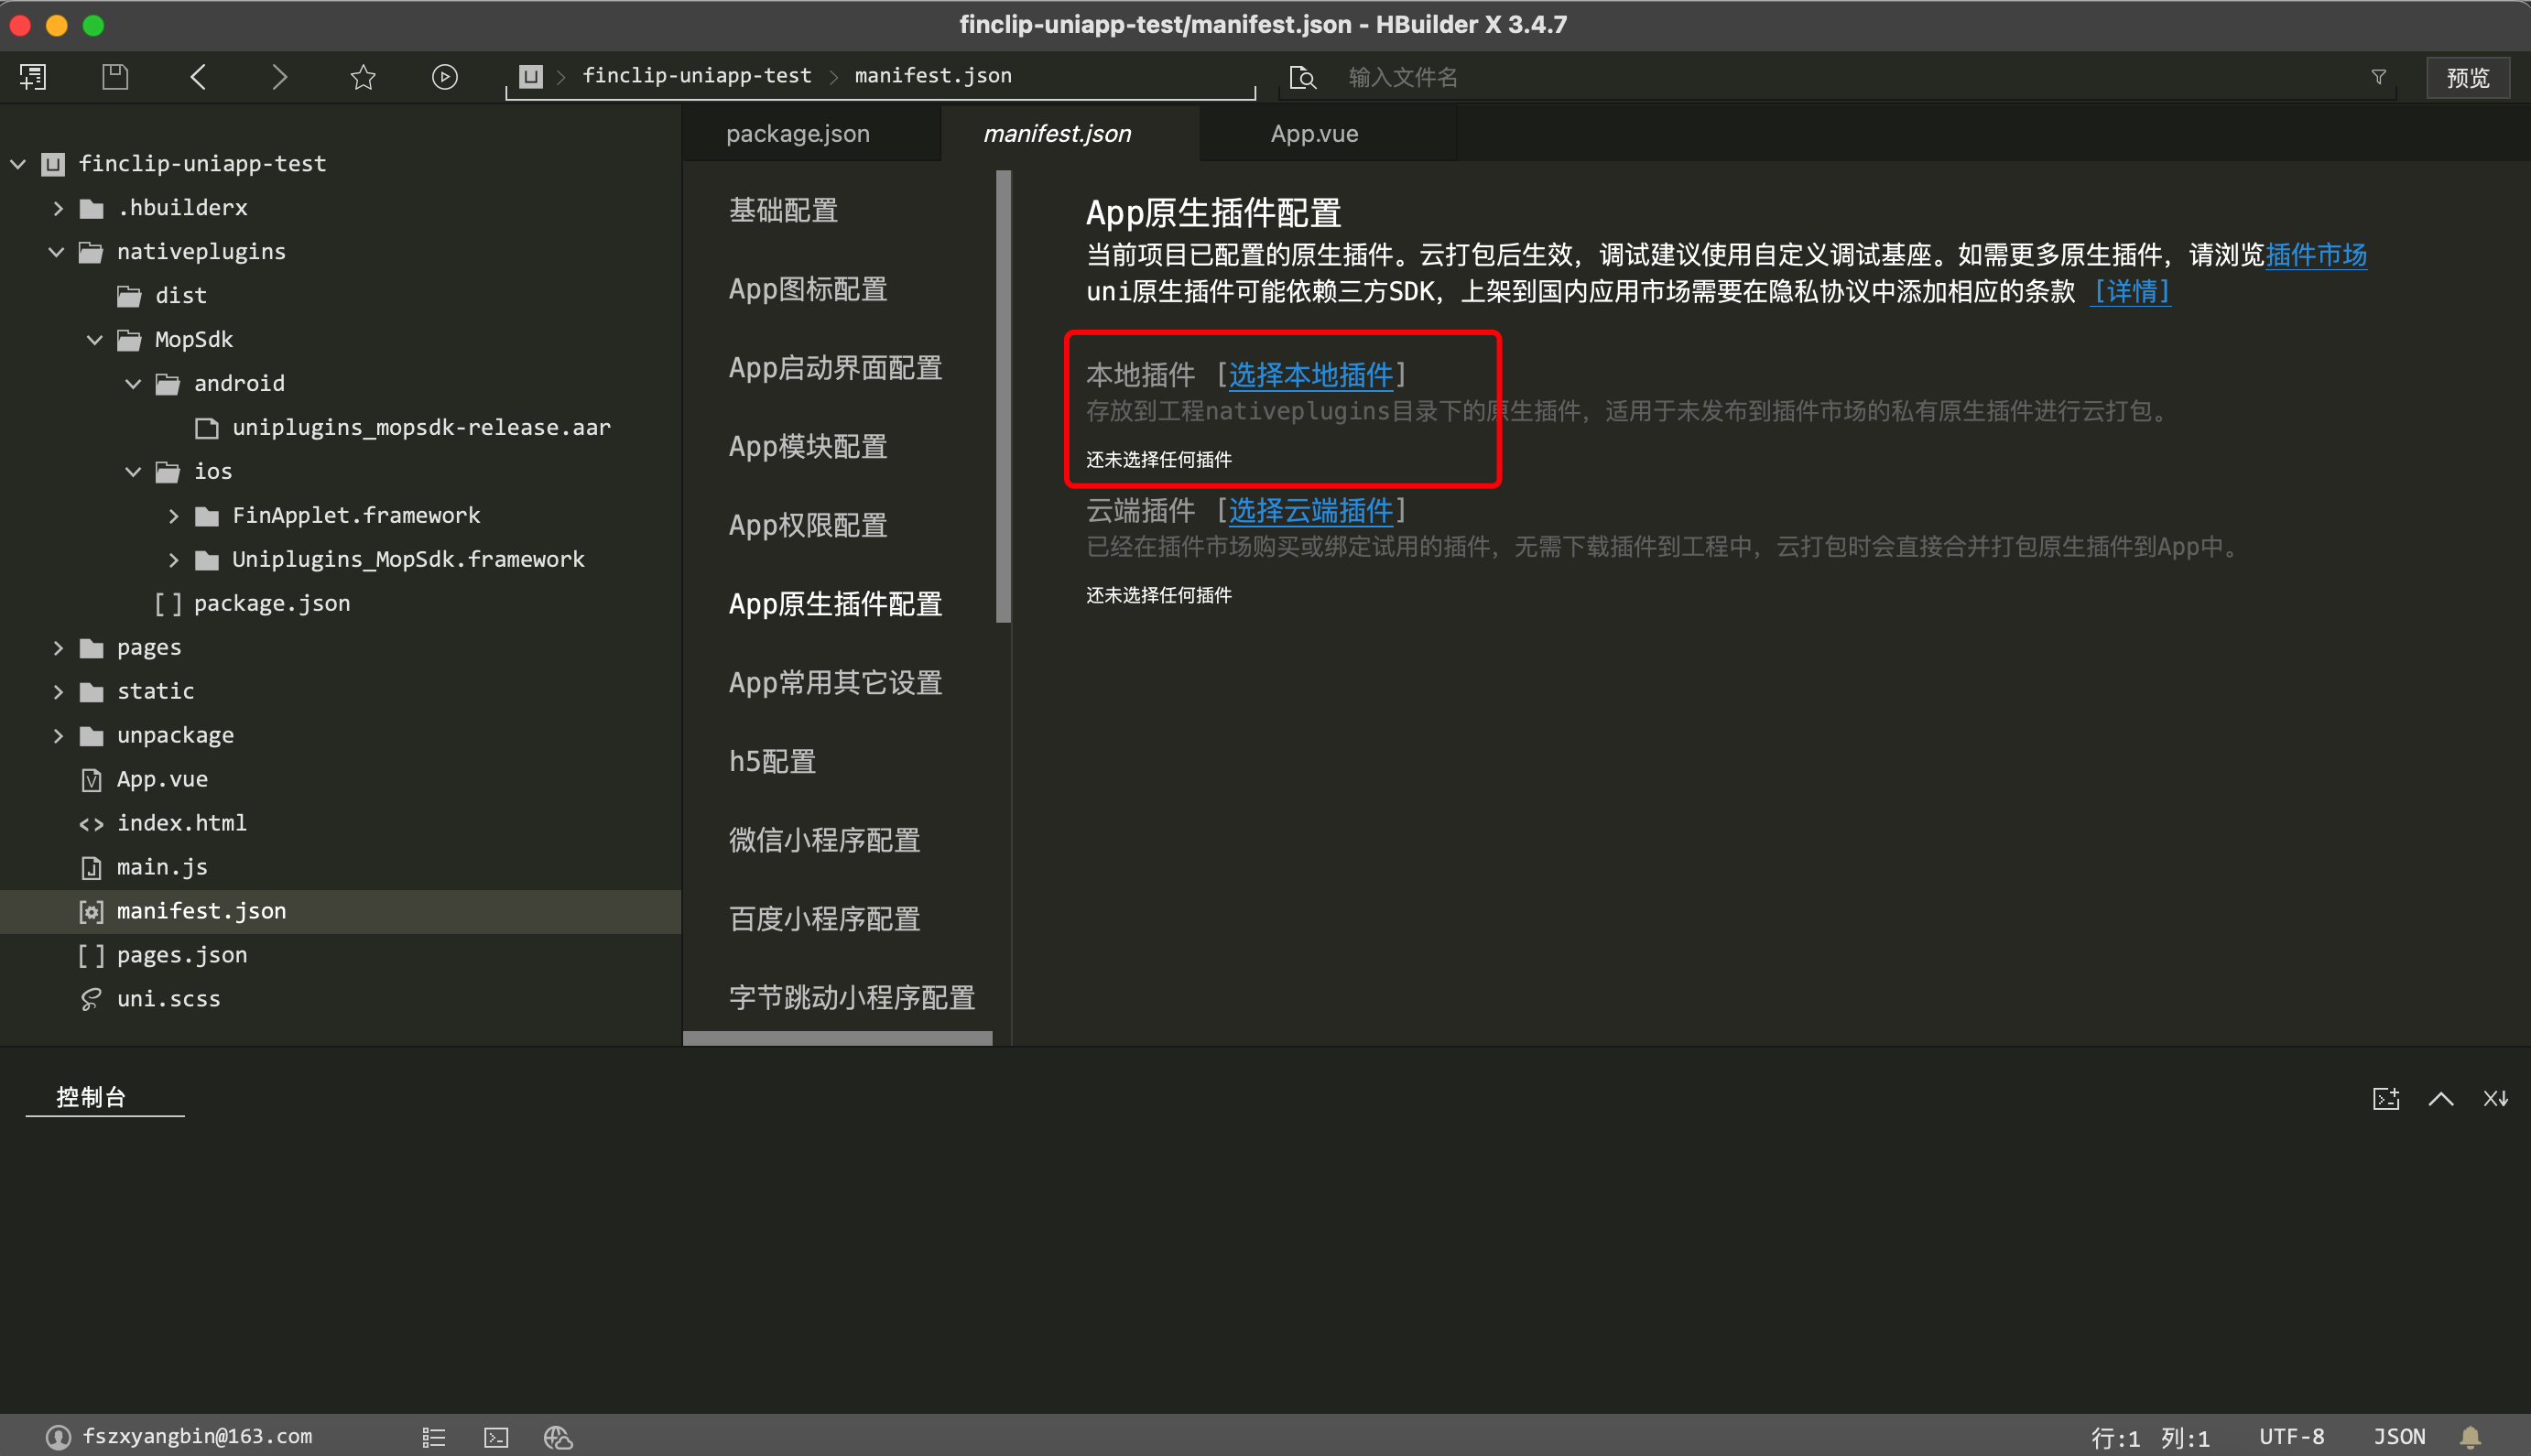 finclip-uniapp-test/manifest.json - HBuilder X 3.4.7
finclip-uniapp-test
manifest.json
输入文件名
预览
finclip-uniapp-test
.hbuilderx
nativeplugins
dist
MopSdk
android
uniplugins_mopsdk-release.aar
ios
FinApplet.framework
Uniplugins_MopSdk.framework
package.json
pages
static
unpackage
App.vue
index.html
main.js
manifest.json
pages.json
uni.scss
package.json
manifest.json
App.vue
基础配置
App图标配置
App启动界面配置
App模块配置
App权限配置
App原生插件配置
App常用其它设置
h5配置
微信小程序配置
百度小程序配置
字节跳动小程序配置
App原生插件配置
当前项目已配置的原生插件。云打包后生效，调试建议使用自定义调试基座。如需更多原生插件，请浏览插件市场
uni原生插件可能依赖三方SDK，上架到国内应用市场需要在隐私协议中添加相应的条款 [详情]
本地插件 [选择本地插件]
存放到工程nativeplugins目录下的原生插件，适用于未发布到插件市场的私有原生插件进行云打包。
还未选择任何插件
云端插件 [选择云端插件]
已经在插件市场购买或绑定试用的插件，无需下载插件到工程中，云打包时会直接合并打包原生插件到App中。
还未选择任何插件
控制台
fszxyangbin@163.com
行:1 列:1
UTF-8
JSON